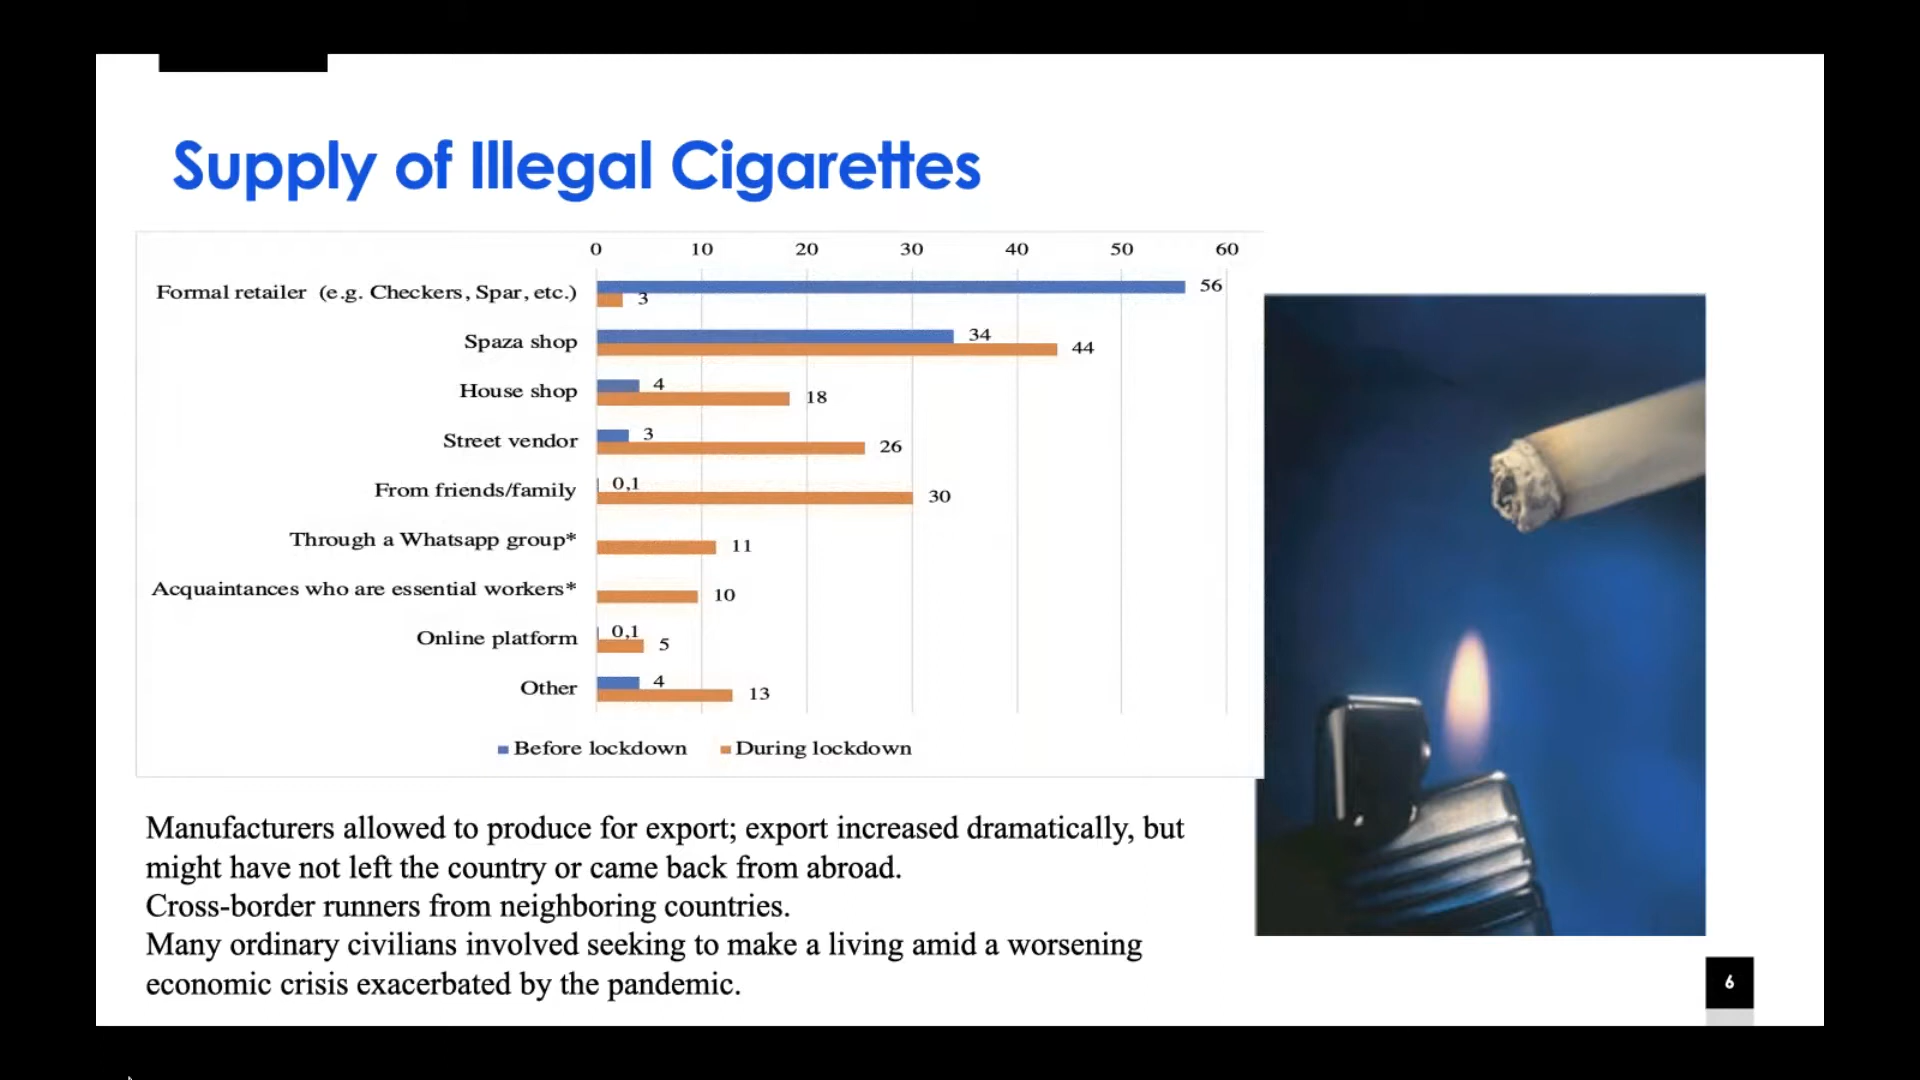 Supply of Illegal Cigarettes
0 10 20 30 40 50 60
Formal retailer (e.g. Checkers, Spar, etc.) 56
3
Spaza shop 34
44
House shop 4
18
Street vendor 3
26
From friends/family 0,1
30
Through a Whatsapp group* 11
Acquaintances who are essential workers* 10
Online platform 0,1
5
Other 4
13
Before lockdown During lockdown
Manufacturers allowed to produce for export; export increased dramatically, but
might have not left the country or came back from abroad.
Cross-border runners from neighboring countries.
Many ordinary civilians involved seeking to make a living amid a worsening
economic crisis exacerbated by the pandemic.
6